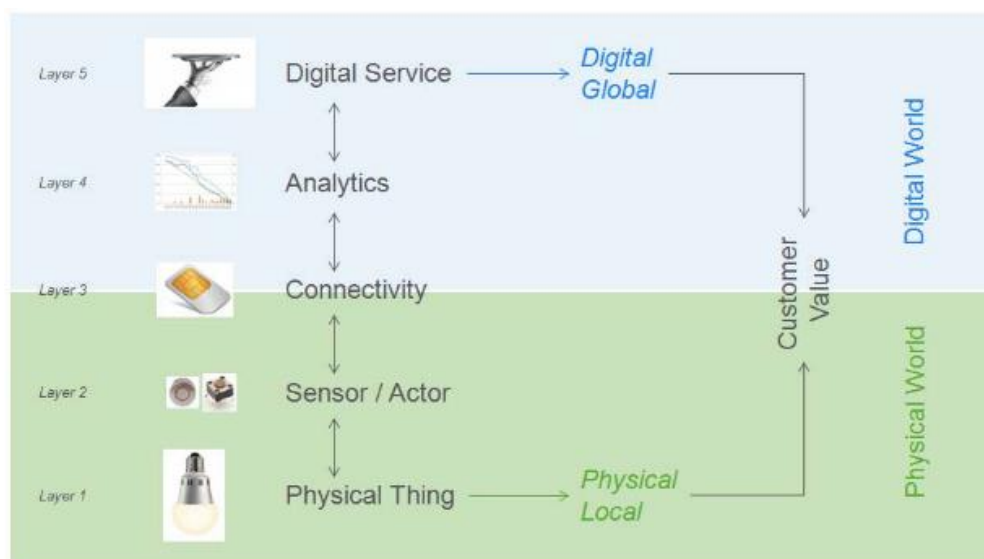 Layer 5
Digital Service
Digital
Global
Layer 4
Analytics
Digital World
Layer 3
Connectivity
Customer
Value
Layer 2
Sensor / Actor
Physical World
Layer 1
Physical Thing
Physical
Local